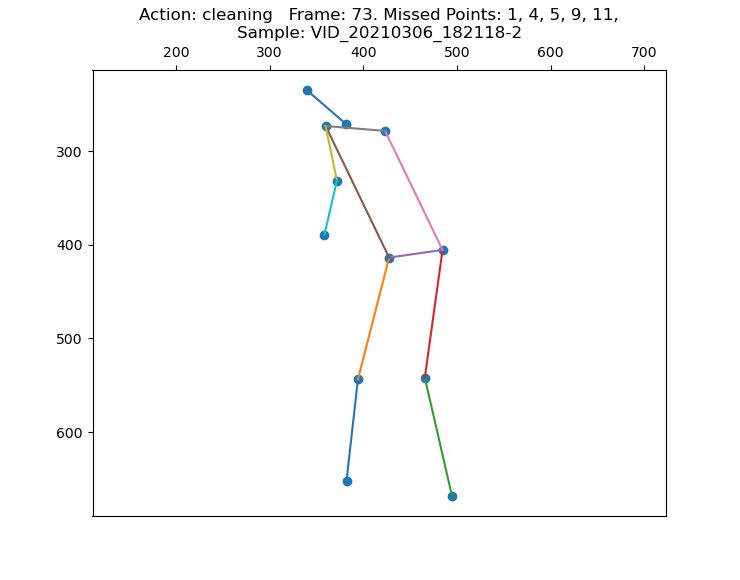 Action: cleaning   Frame: 73. Missed Points: 1, 4, 5, 9, 11,
Sample: VID_20210306_182118-2
200 300 400 500 600 700
300
400
500
600